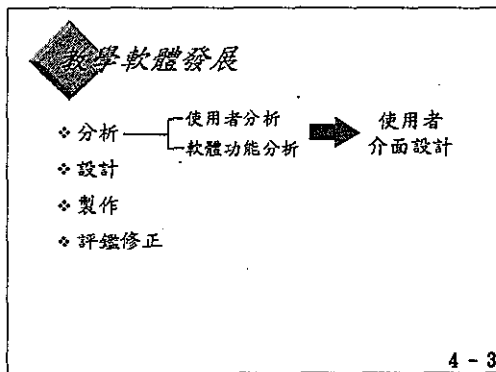 教學軟體發展
❖ 分析
使用者分析
軟體功能分析
使用者
介面設計
❖ 設計
❖ 製作
❖ 評鑑修正
4 - 3